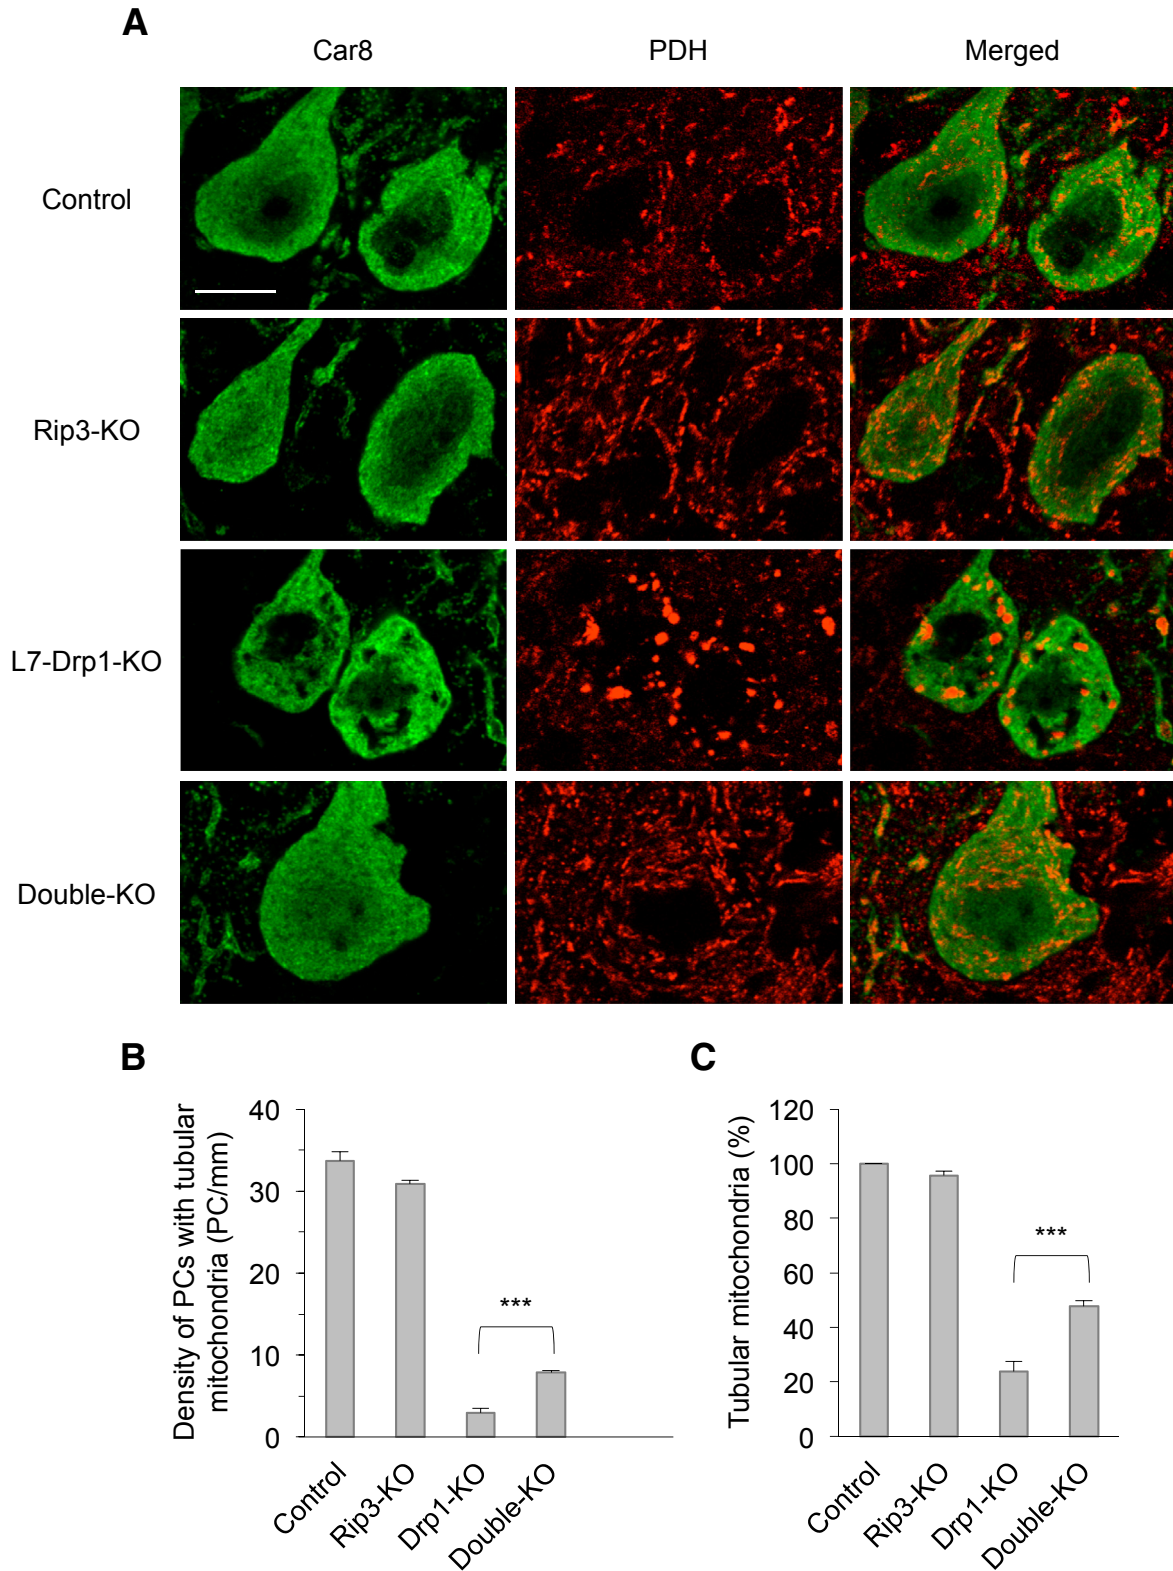 A
Car8 PDH Merged
Control
Rip3-KO
L7-Drp1-KO
Double-KO
B
Density of PCs with tubular
mitochondria (PC/mm)
40
30
20
10
0
***
Control Rip3-KO Drp1-KO Double-KO
C
Tubular mitochondria (%)
120
100
80
60
40
20
0
***
Control Rip3-KO Drp1-KO Double-KO